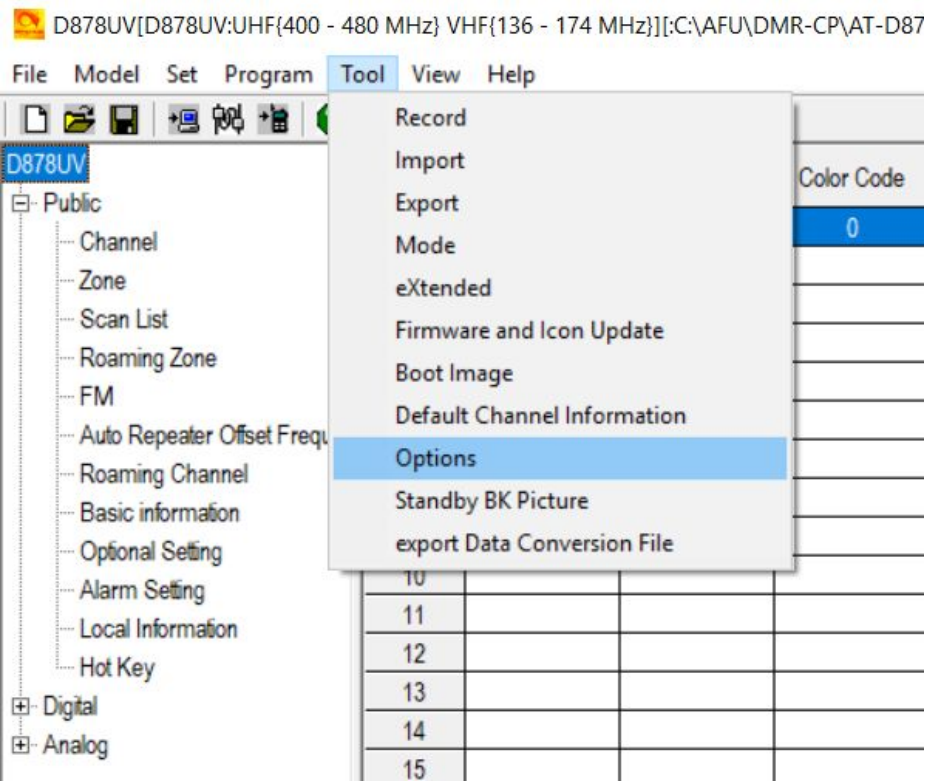 D878UV[D878UV:UHF{400 - 480 MHz} VHF{136 - 174 MHz}][:C:\AFU\DMR-CP\AT-D87
File Model Set Program Tool View Help
Record
Import
Export
Mode
eXtended
Firmware and Icon Update
Boot Image
Default Channel Information
Options
Standby BK Picture
export Data Conversion File
D878UV
Public
Channel
Zone
Scan List
Roaming Zone
FM
Auto Repeater Offset Frequ
Roaming Channel
Basic information
Optional Setting
Alarm Setting
Local Information
Hot Key
Digital
Analog
Color Code
0
10
11
12
13
14
15